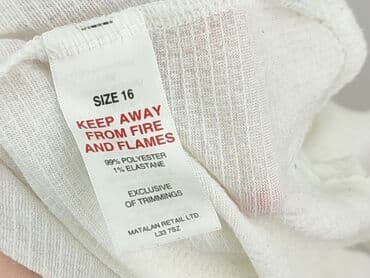 SIZE 16
KEEP AWAY
FROM FIRE
AND FLAMES
99% POLYESTER
1% ELASTANE
EXCLUSIVE
OF TRIMMINGS
MATALAN RETAIL LTD
L33 7SZ